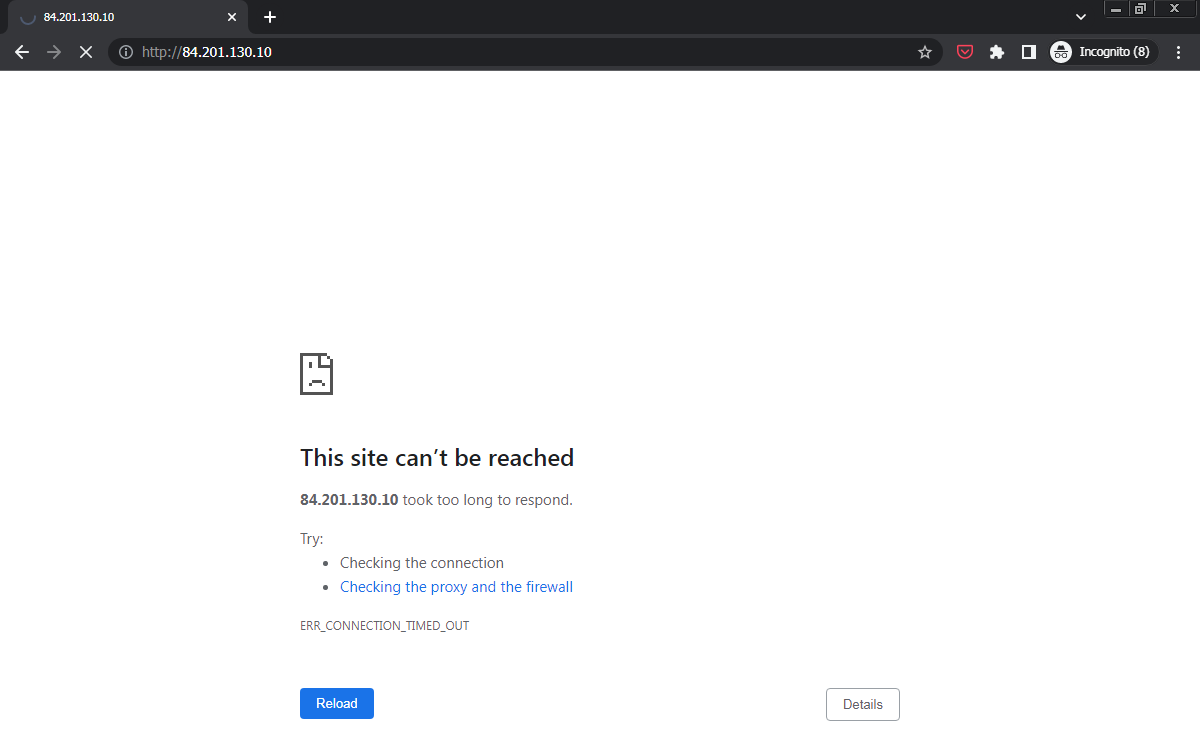 84.201.130.10
http://84.201.130.10
Incognito (8)
This site can’t be reached
84.201.130.10 took too long to respond.
Try:
• Checking the connection
• Checking the proxy and the firewall
ERR_CONNECTION_TIMED_OUT
Reload
Details